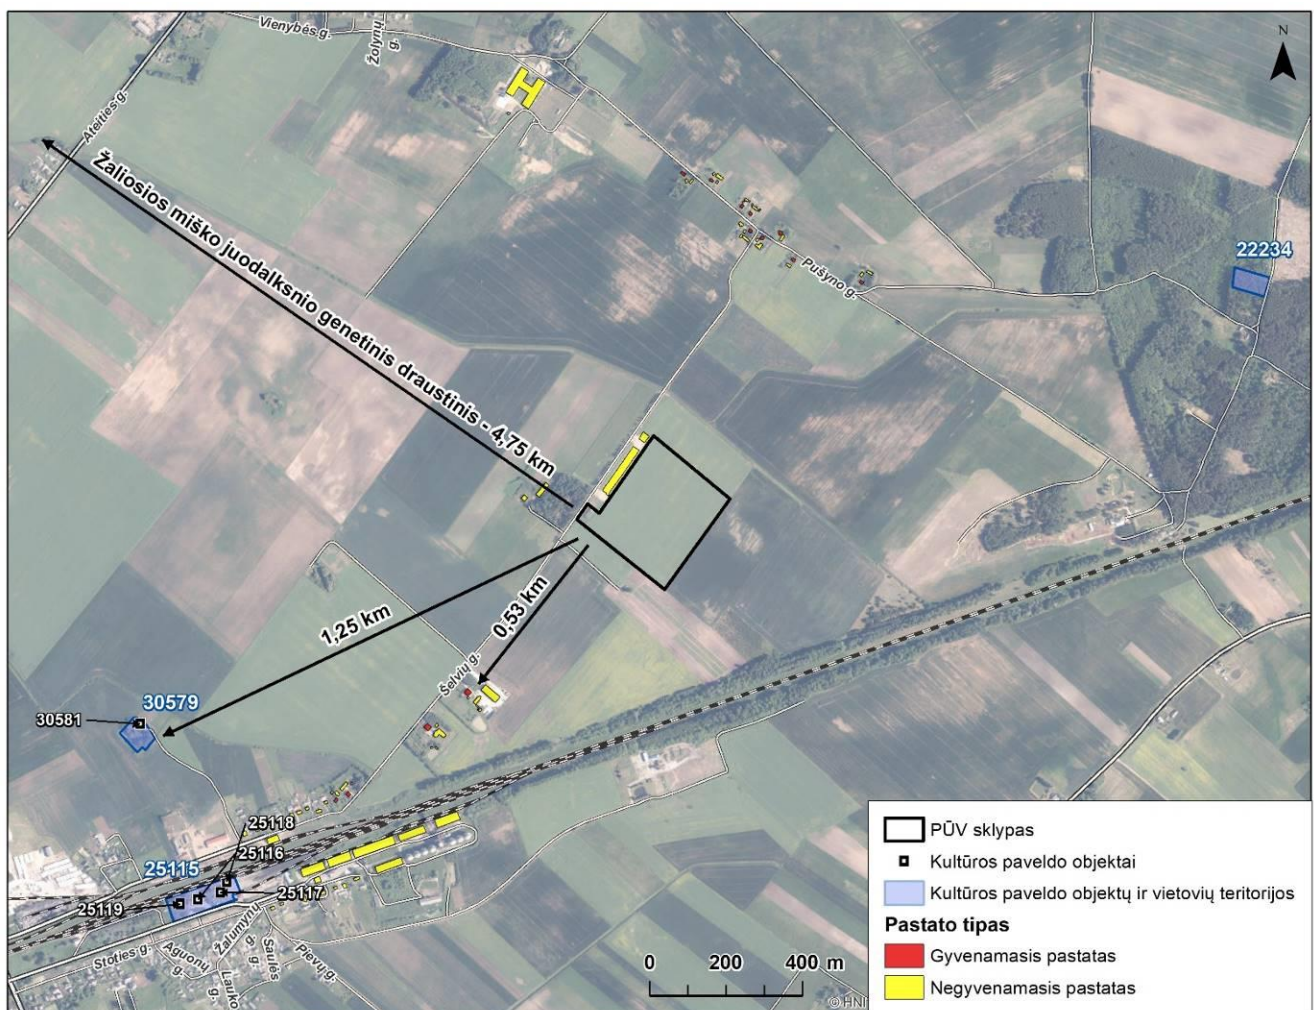 Vienybės g.
Žolynų g.
N
Ateities g.
Žaliosios miško juodalksnio genetinis draustinis - 4,75 km
Pušyno g.
22234
1,25 km
0,53 km
Šelvių g.
30579
30581
25118
25116
25115
25117
25119
Stoties g.
Aguonų g.
Žalumynų g.
Lauko g.
Saulės g.
Pievų g.
0 200 400 m
PŪV sklypas
Kultūros paveldo objektai
Kultūros paveldo objektų ir vietovių teritorijos
Pastato tipas
Gyvenamasis pastatas
Negyvenamasis pastatas